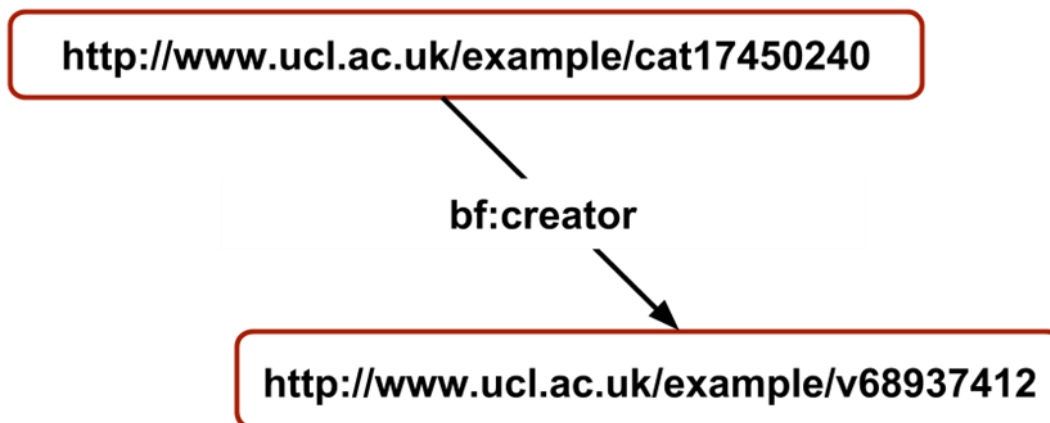 http://www.ucl.ac.uk/example/cat17450240
bf:creator
http://www.ucl.ac.uk/example/v68937412